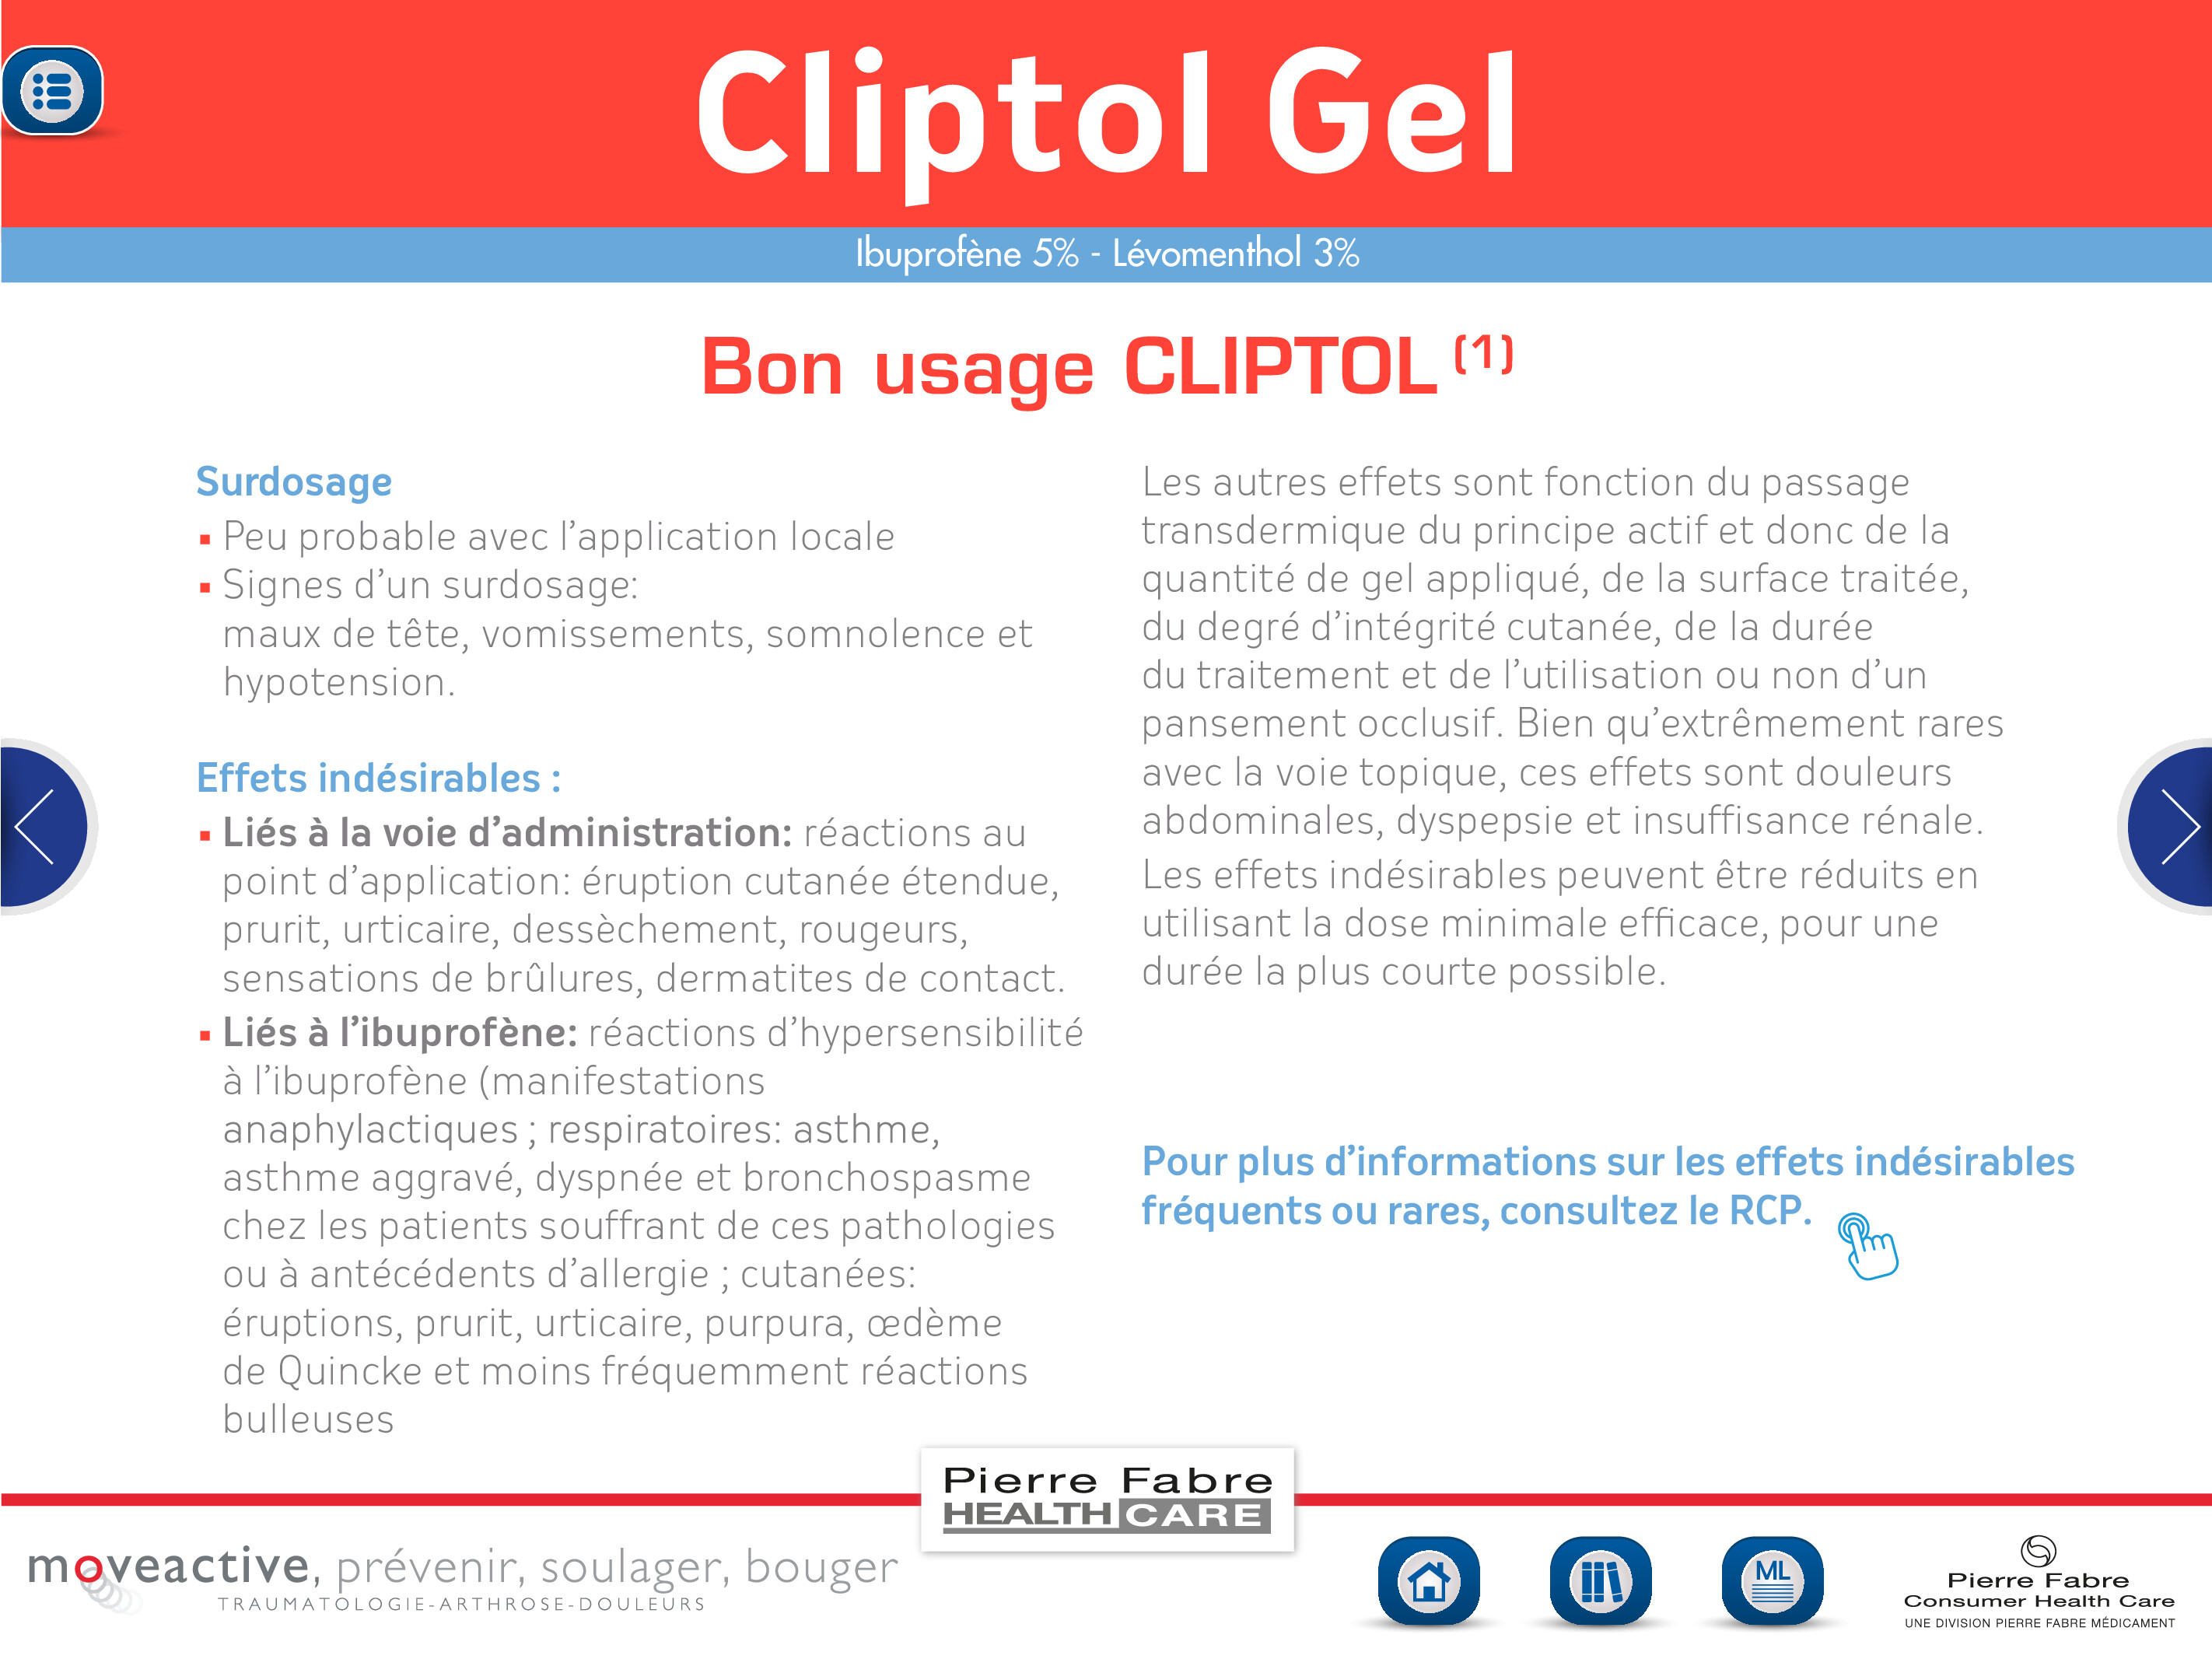 Cliptol Gel
Ibuprofène 5% - Lévomenthol 3%
Bon usage CLIPTOL (1)
Surdosage
▪ Peu probable avec l’application locale
▪ Signes d’un surdosage:
maux de tête, vomissements, somnolence et
hypotension.
Effets indésirables :
▪ Liés à la voie d’administration: réactions au
point d’application: éruption cutanée étendue,
prurit, urticaire, dessèchement, rougeurs,
sensations de brûlures, dermatites de contact.
▪ Liés à l’ibuprofène: réactions d’hypersensibilité
à l’ibuprofène (manifestations
anaphylactiques ; respiratoires: asthme,
asthme aggravé, dyspnée et bronchospasme
chez les patients souffrant de ces pathologies
ou à antécédents d’allergie ; cutanées:
éruptions, prurit, urticaire, purpura, œdème
de Quincke et moins fréquemment réactions
bulleuses
Les autres effets sont fonction du passage
transdermique du principe actif et donc de la
quantité de gel appliqué, de la surface traitée,
du degré d’intégrité cutanée, de la durée
du traitement et de l’utilisation ou non d’un
pansement occlusif. Bien qu’extrêmement rares
avec la voie topique, ces effets sont douleurs
abdominales, dyspepsie et insuffisance rénale.
Les effets indésirables peuvent être réduits en
utilisant la dose minimale efficace, pour une
durée la plus courte possible.
Pour plus d’informations sur les effets indésirables
fréquents ou rares, consultez le RCP.
Pierre Fabre
HEALTH CARE
moveactive, prévenir, soulager, bouger
TRAUMATOLOGIE-ARTHROSE-DOULEURS
ML
Pierre Fabre
Consumer Health Care
UNE DIVISION PIERRE FABRE MÉDICAMENT